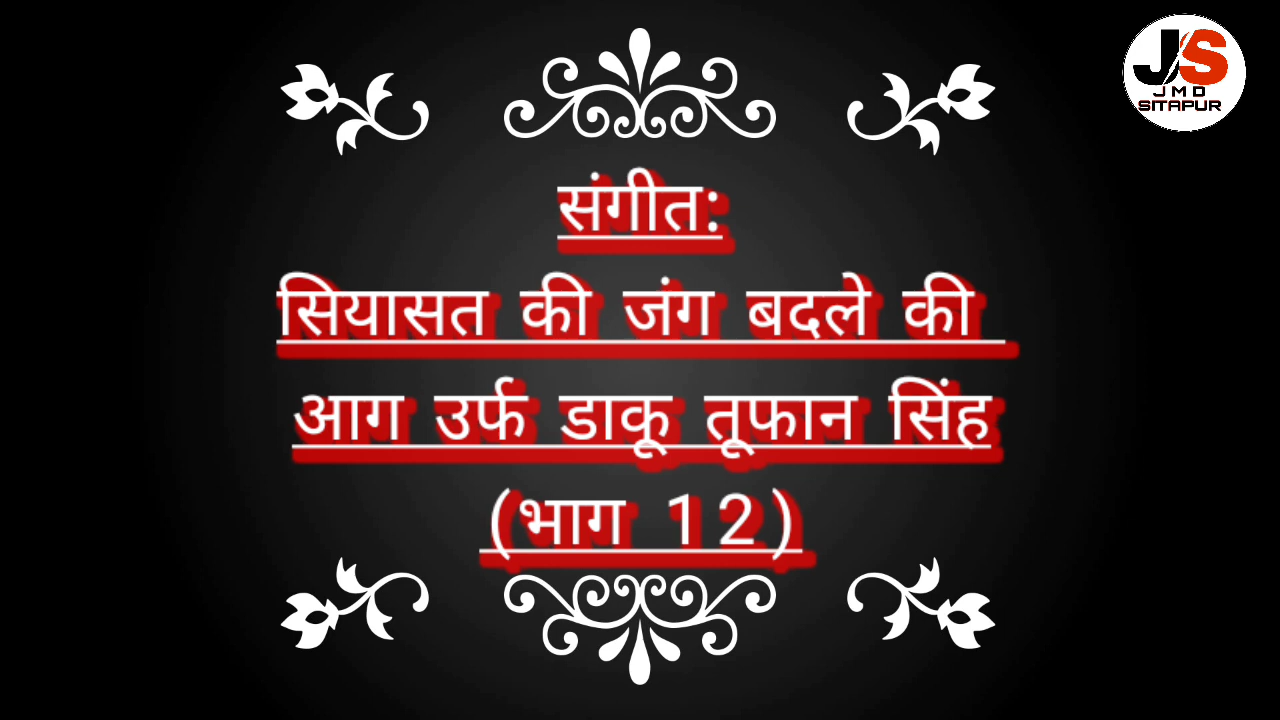 JS
JMD
SITAPUR
संगीत:
सियासत की जंग बदले की
आग उर्फ डाकू तूफान सिंह
(भाग 12)